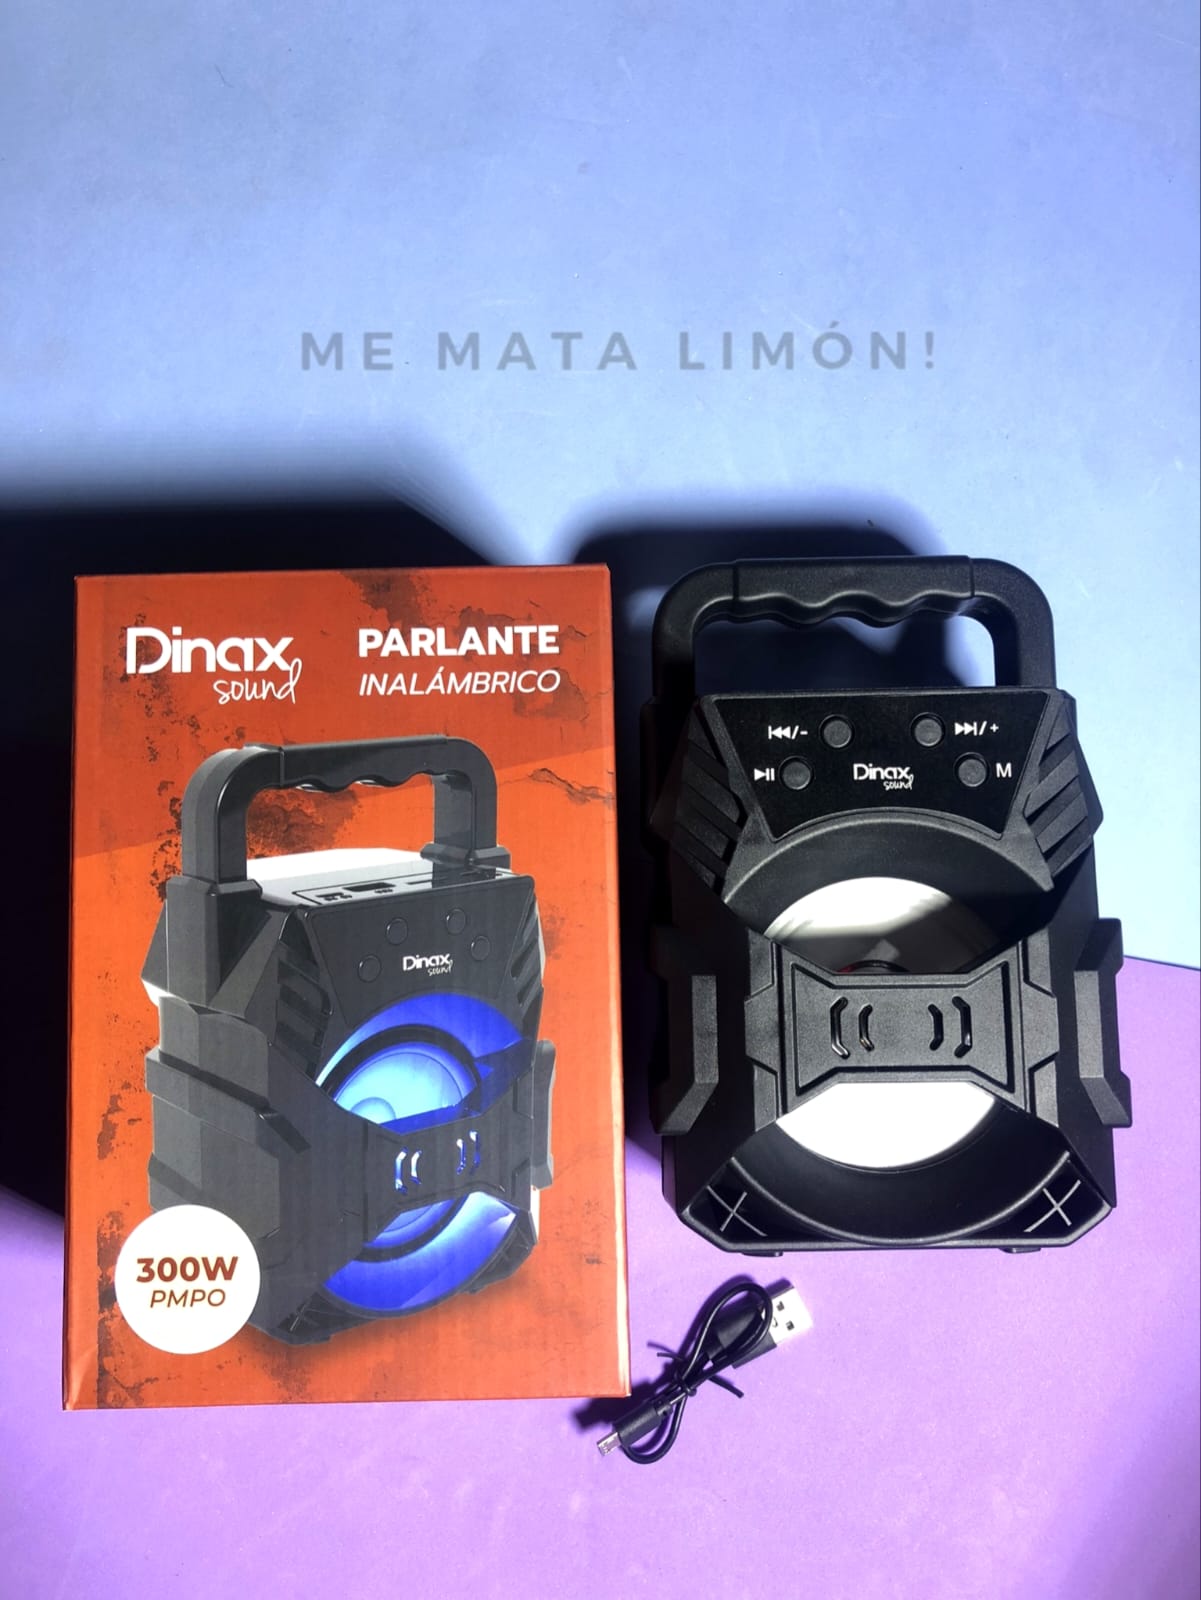 ME MATA LIMÓN!
Dinax
sound
PARLANTE
INALÁMBRICO
Dinax
sound
300W
PMPO
⏮/- ⏭/+
⏯ Dinax M
sound